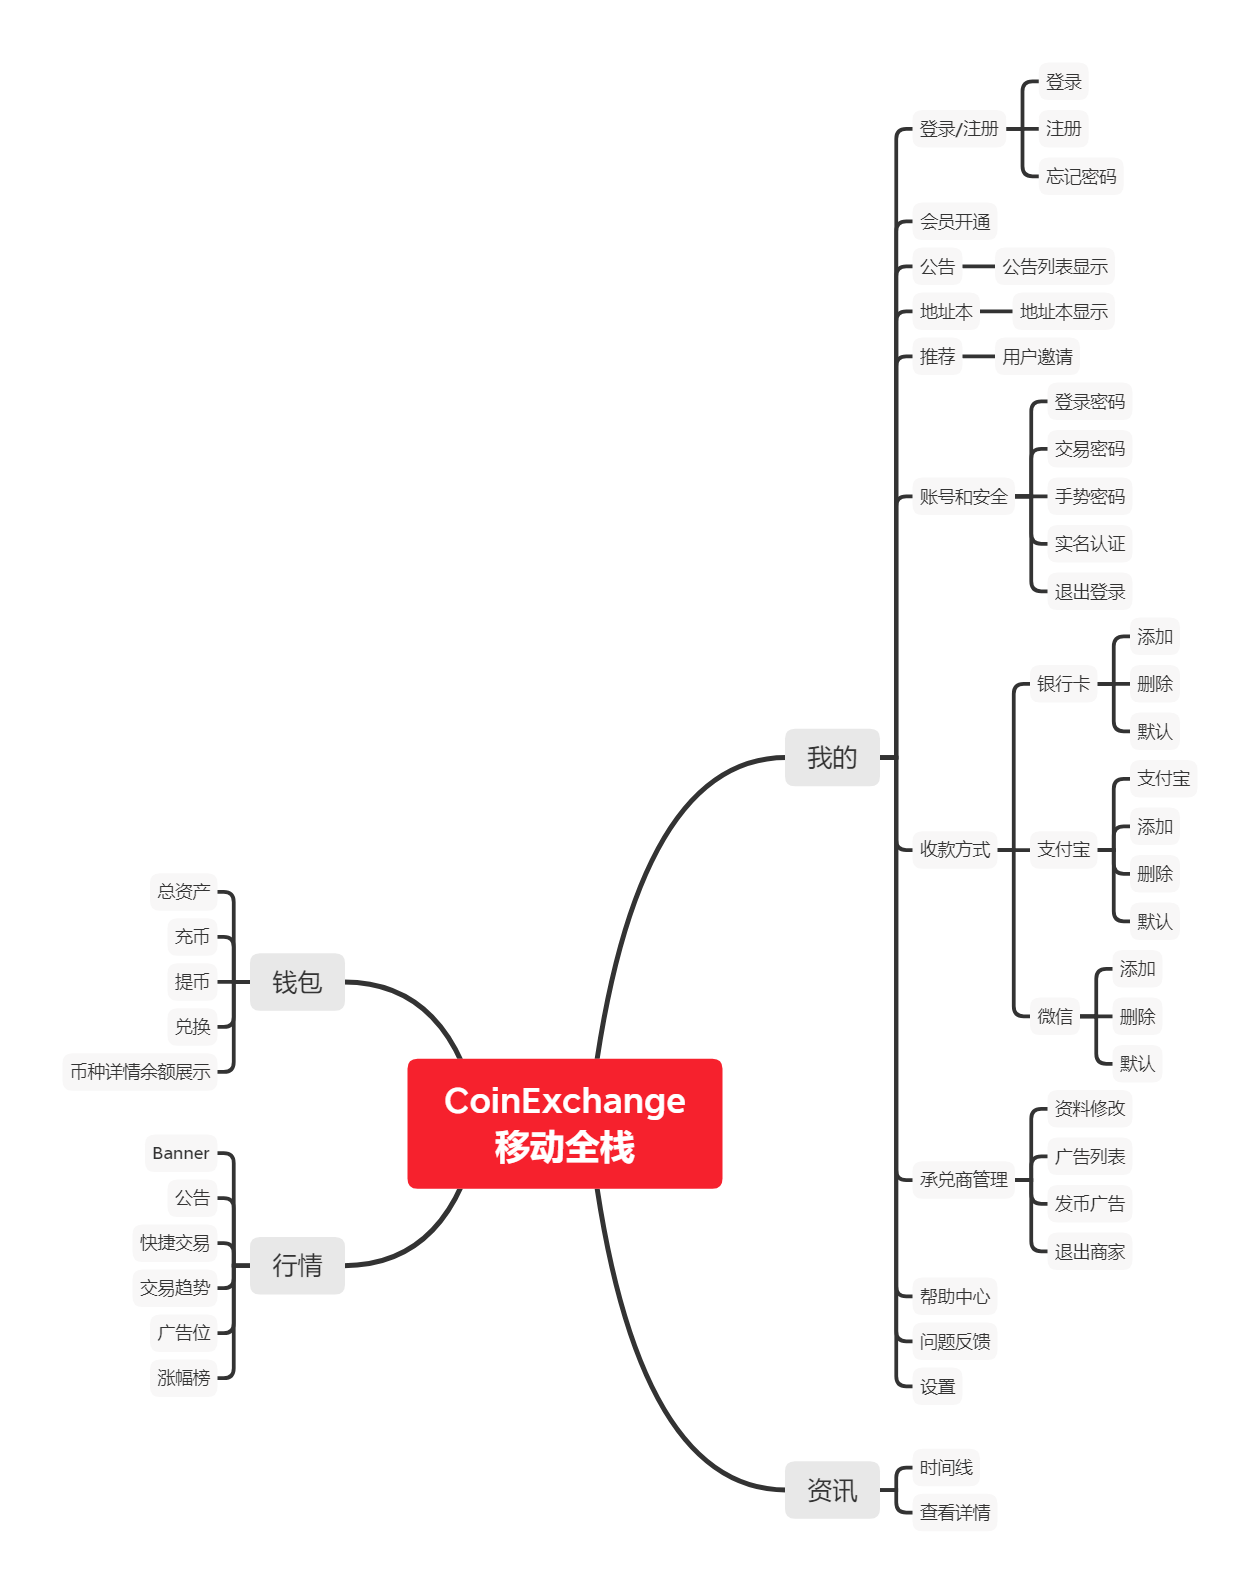 CoinExchange
移动全栈
我的
登录/注册
登录
注册
忘记密码
会员开通
公告
公告列表显示
地址本
地址本显示
推荐
用户邀请
账号和安全
登录密码
交易密码
手势密码
实名认证
退出登录
收款方式
银行卡
添加
删除
默认
支付宝
支付宝
添加
删除
默认
微信
添加
删除
默认
承兑商管理
资料修改
广告列表
发币广告
退出商家
帮助中心
问题反馈
设置
资讯
时间线
查看详情
钱包
总资产
充币
提币
兑换
币种详情余额展示
行情
Banner
公告
快捷交易
交易趋势
广告位
涨幅榜